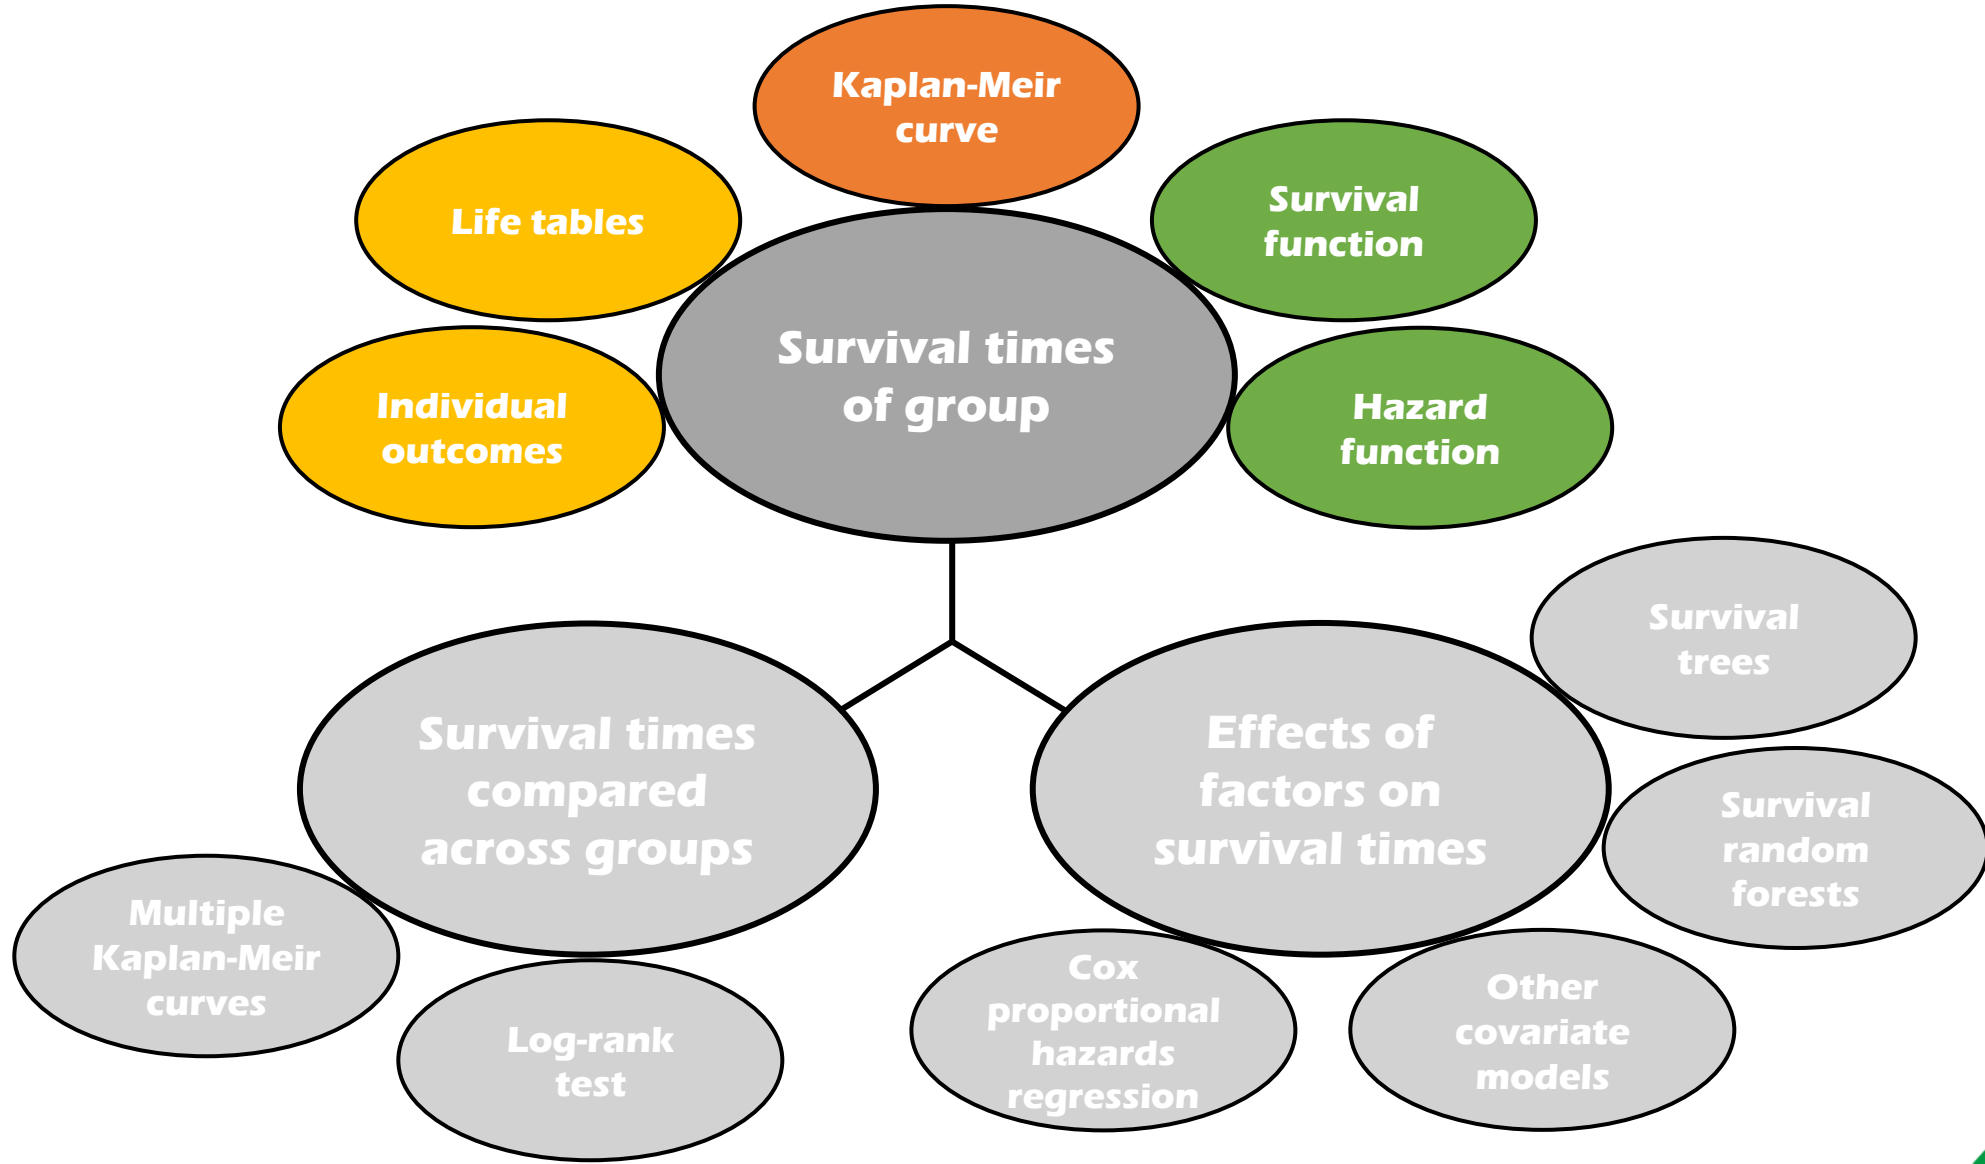 Kaplan-Meir
curve
Life tables
Survival
function
Individual
outcomes
Survival times
of group
Hazard
function
Survival times
compared
across groups
Effects of
factors on
survival times
Survival
trees
Survival
random
forests
Multiple
Kaplan-Meir
curves
Log-rank
test
Cox
proportional
hazards
regression
Other
covariate
models